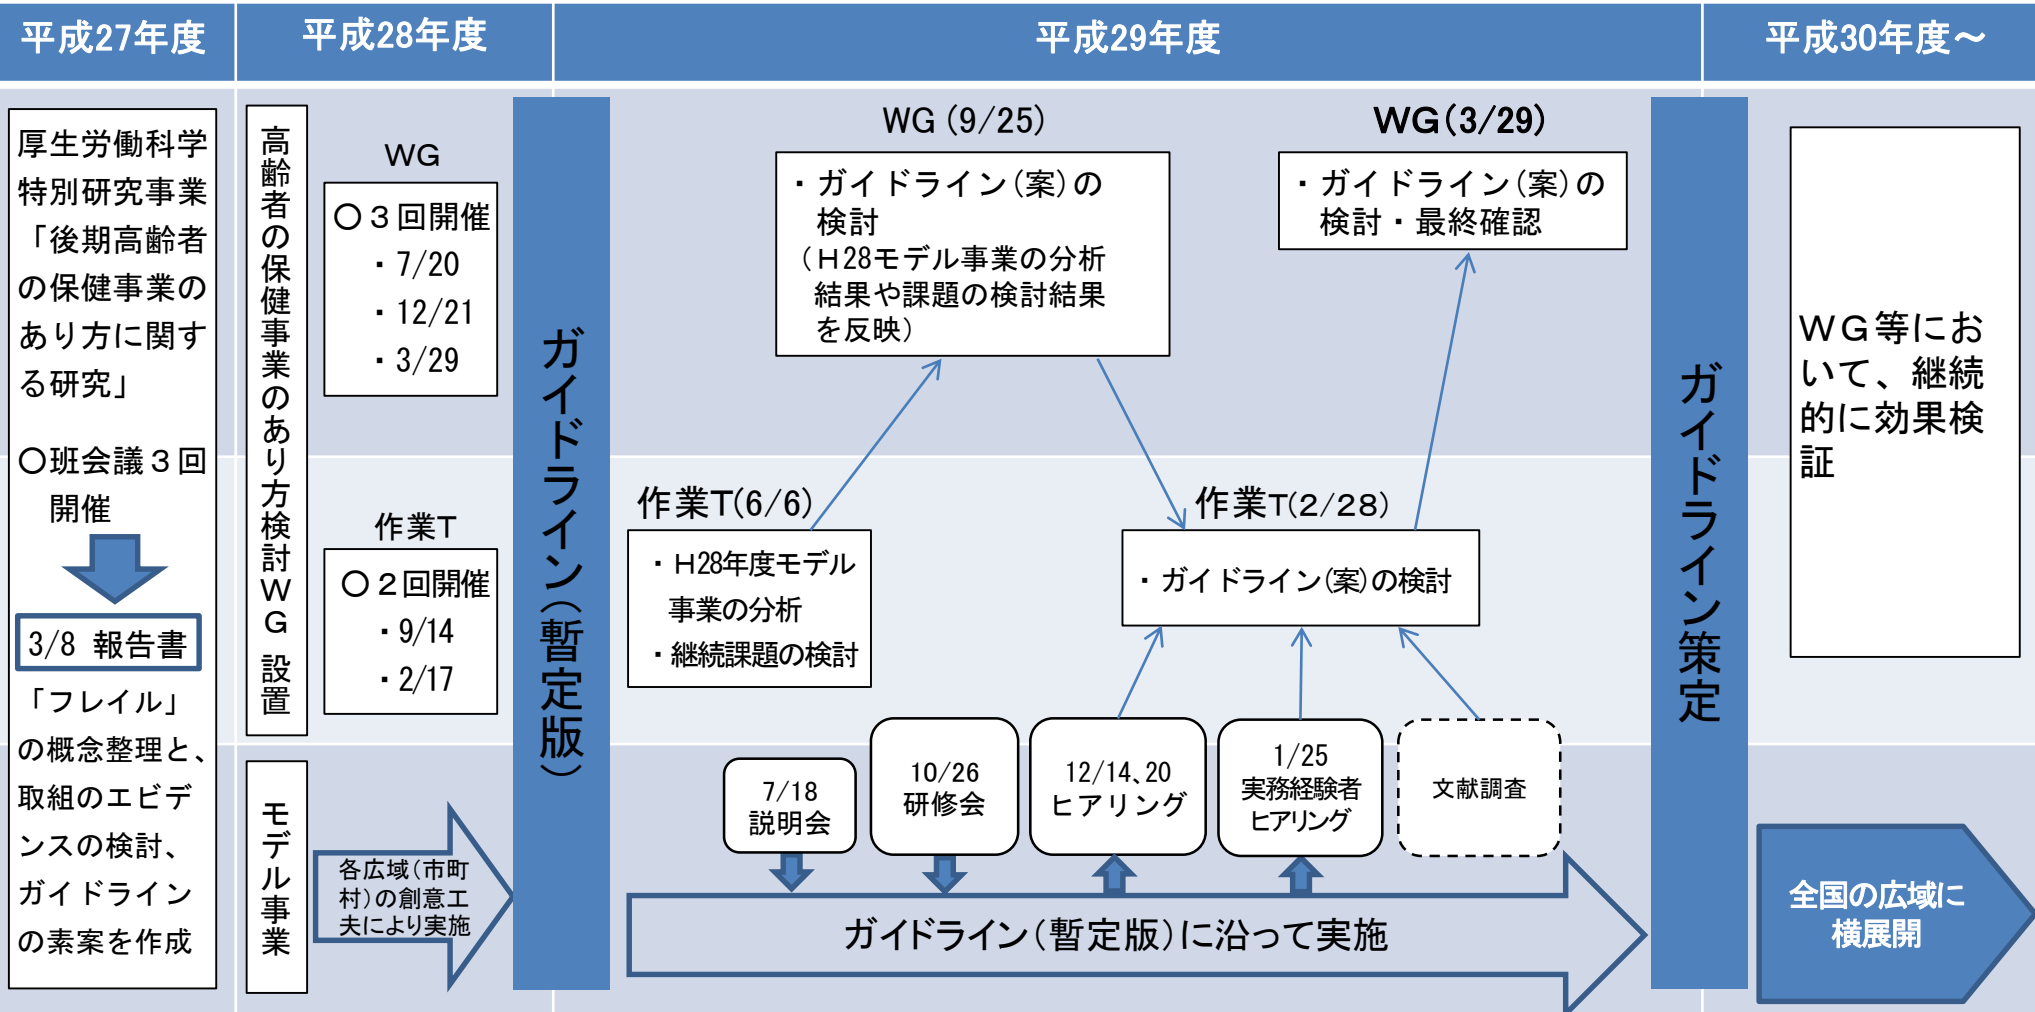 平成27年度
平成28年度
平成29年度
平成30年度～
厚生労働科学
特別研究事業
「後期高齢者
の保健事業の
あり方に関す
る研究」
〇班会議３回
開催
3/8 報告書
「フレイル」
の概念整理と、
取組のエビデ
ンスの検討、
ガイドライン
の素案を作成
高齢者の保健事業のあり方検討WG 設置
WG
〇３回開催
・7/20
・12/21
・3/29
作業T
〇２回開催
・9/14
・2/17
モデル事業
各広域（市町
村）の創意工
夫により実施
ガイドライン（暫定版）
WG（9/25）
・ガイドライン（案）の
検討
（H28モデル事業の分析
結果や課題の検討結果
を反映）
WG（3/29）
・ガイドライン（案）の
検討・最終確認
作業T(6/6)
・H28年度モデル
事業の分析
・継続課題の検討
作業T(2/28)
・ガイドライン（案）の検討
7/18
説明会
10/26
研修会
12/14、20
ヒアリング
1/25
実務経験者
ヒアリング
文献調査
ガイドライン（暫定版）に沿って実施
ガイドライン策定
WG等にお
いて、継続
的に効果検
証
全国の広域に
横展開